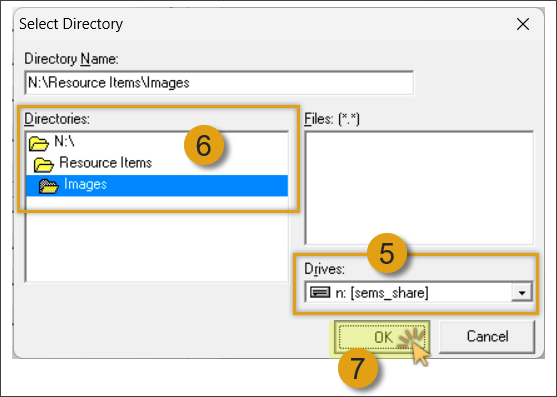 Select Directory
Directory Name:
N:\Resource Items\Images
Directories:
6
Files: (*.*)
N:\
Resource Items
Images
5
Drives:
n: [sems_share]
OK
Cancel
7